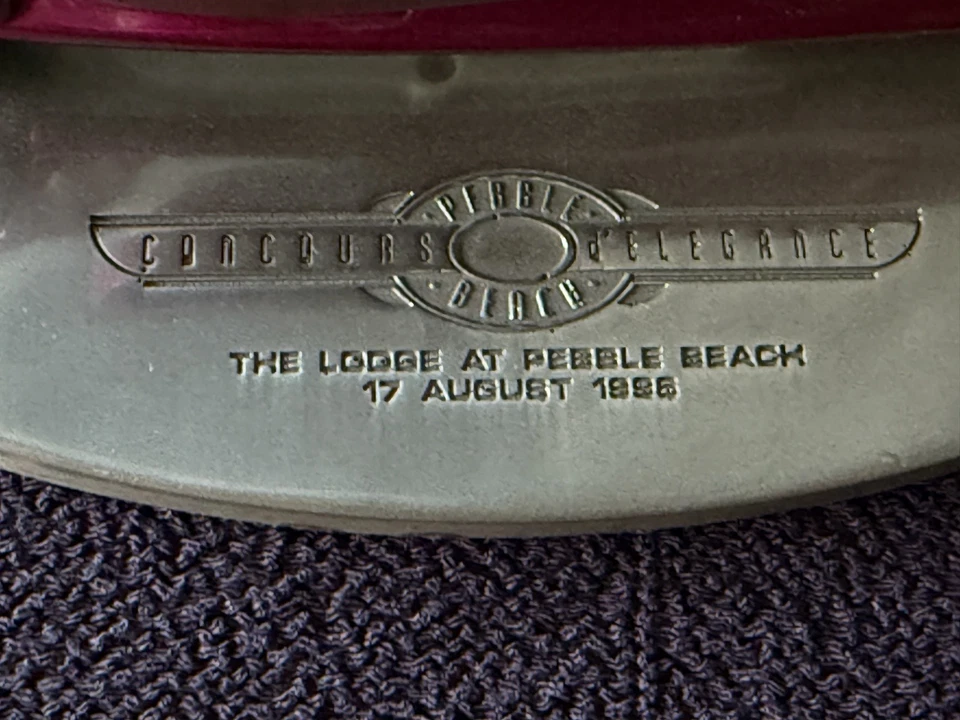 PEBBLE
CONCOURS d'ELEGANCE
BEACH
THE LODGE AT PEBBLE BEACH
17 AUGUST